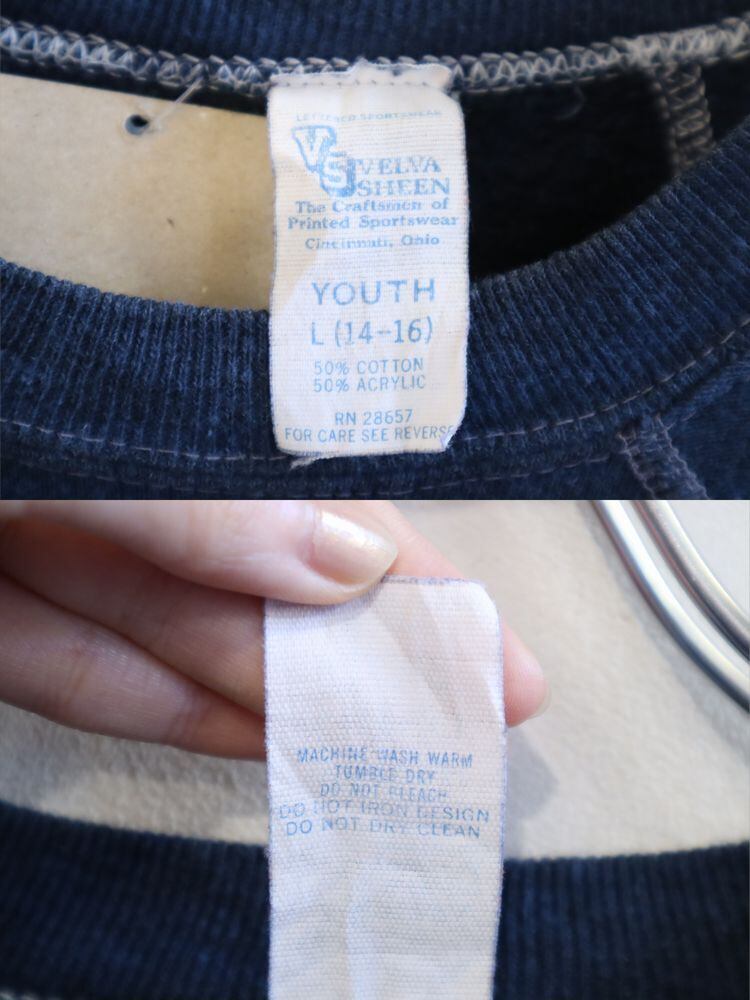 LETTERED SPORTSWEAR
VS VELVA
SHEEN
The Craftsmen of
Printed Sportswear
Cincinnati, Ohio
YOUTH
L (14-16)
50% COTTON
50% ACRYLIC
RN 28657
FOR CARE SEE REVERSE
MACHINE WASH WARM
TUMBLE DRY
DO NOT BLEACH
DO NOT IRON DESIGN
DO NOT DRY CLEAN